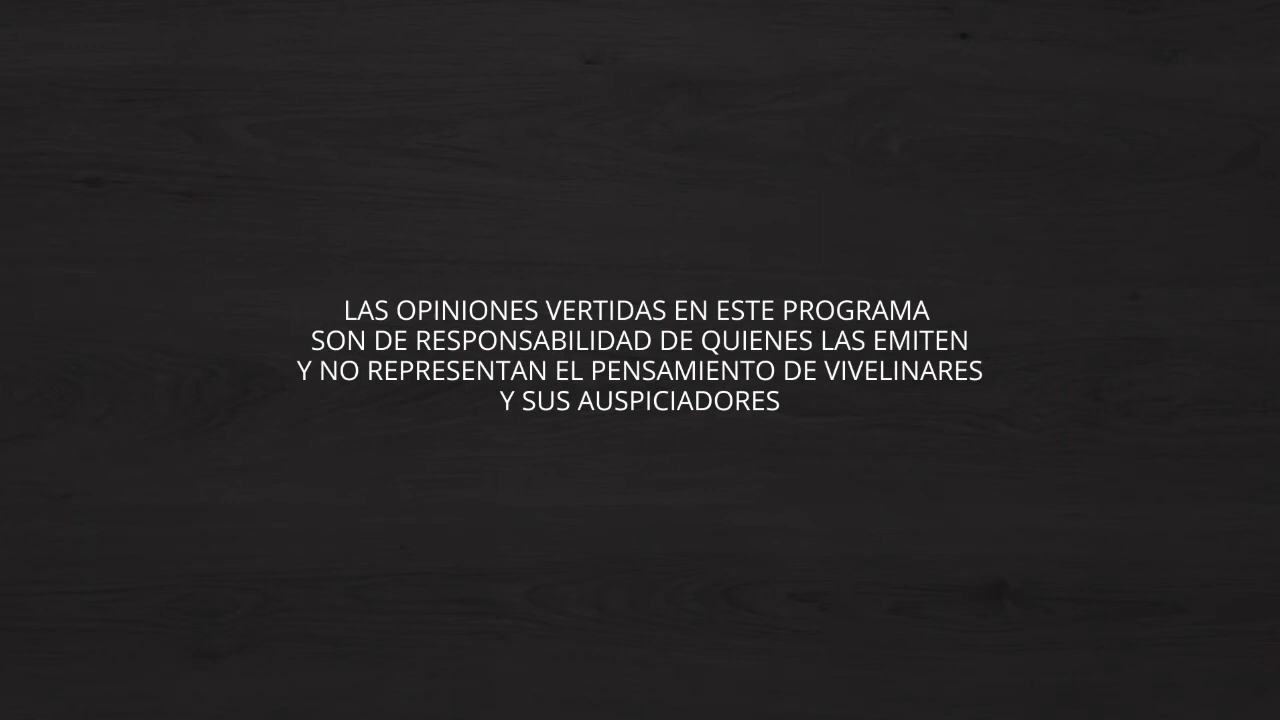 LAS OPINIONES VERTIDAS EN ESTE PROGRAMA
SON DE RESPONSABILIDAD DE QUIENES LAS EMITEN
Y NO REPRESENTAN EL PENSAMIENTO DE VIVELINARES
Y SUS AUSPICIADORES